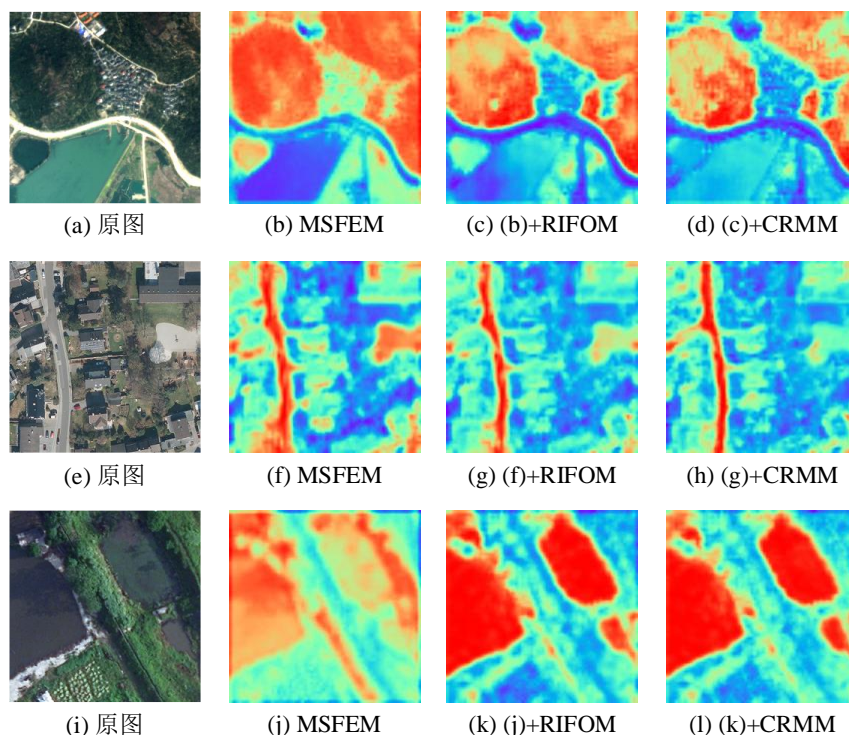 (a) 原图 (b) MSFEM (c) (b)+RIFOM (d) (c)+CRMM
(e) 原图 (f) MSFEM (g) (f)+RIFOM (h) (g)+CRMM
(i) 原图 (j) MSFEM (k) (j)+RIFOM (l) (k)+CRMM